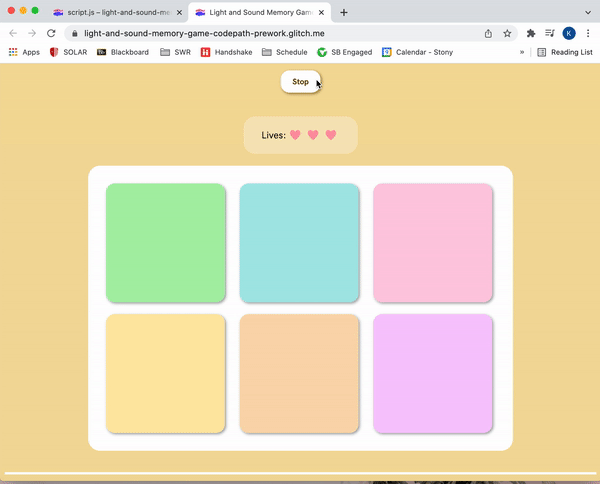 script.js – light-and-sound-me
Light and Sound Memory Gam
light-and-sound-memory-game-codepath-prework.glitch.me
K
Apps SOLAR Blackboard SWR Handshake Schedule SB Engaged Calendar - Stony » Reading List
Stop
Lives: